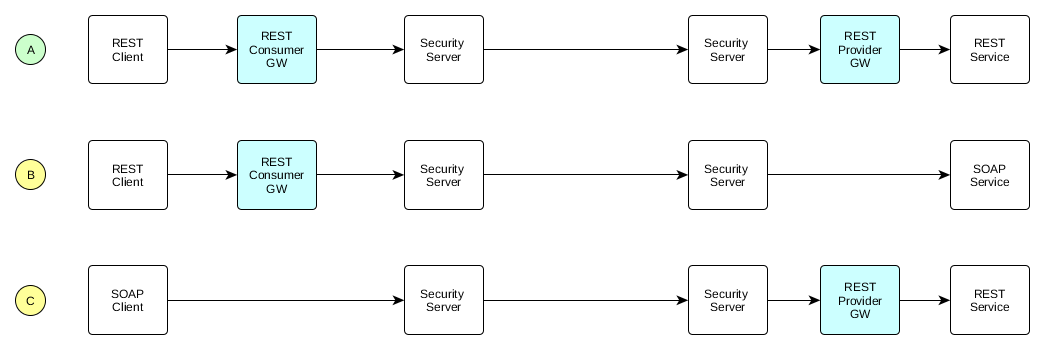 A
REST
Client
REST
Consumer
GW
Security
Server
Security
Server
REST
Provider
GW
REST
Service
B
REST
Client
REST
Consumer
GW
Security
Server
Security
Server
SOAP
Service
C
SOAP
Client
Security
Server
Security
Server
REST
Provider
GW
REST
Service